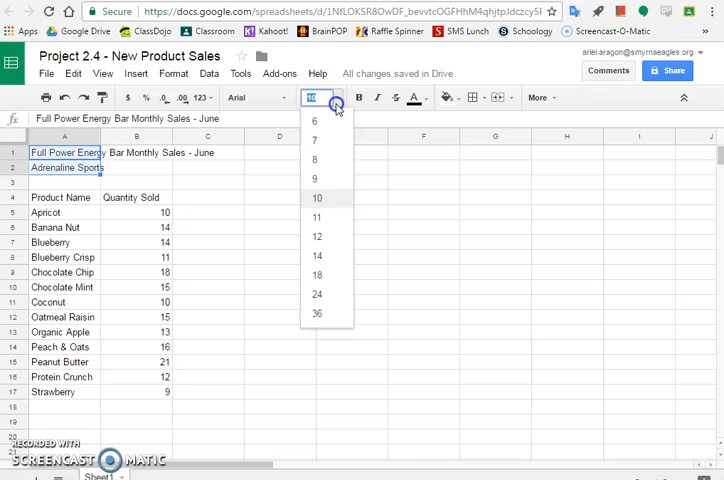 Secure https://docs.google.com/spreadsheets/d/1NfLOKSR8OwDF_bevvtcOGFHhM4qhjtpJdczcy5P
Apps ClassDojo Classroom Kahoot! BrainPOP Raffle Spinner SMS Lunch Schoology Screencast-O-Matic
Project 2.4 - New Product Sales
ariel.aragon@smyrnaeagles.org
File Edit View Insert Format Data Tools Add-ons Help All changes saved in Drive
Comments Share
$ % .0 .00 123 Arial 10 B I S A More
fx Full Power Energy Bar Monthly Sales - June
A B C D E F G H I
1 Full Power Energy Bar Monthly Sales - June
2 Adrenaline Sports
3
4 Product Name Quantity Sold
5 Apricot 10
6 Banana Nut 14
7 Blueberry 14
8 Blueberry Crisp 11
9 Chocolate Chip 18
10 Chocolate Mint 15
11 Coconut 10
12 Oatmeal Raisin 15
13 Organic Apple 13
14 Peach & Oats 16
15 Peanut Butter 21
16 Protein Crunch 12
17 Strawberry 9
18
19
20
21
6
7
8
9
10
11
12
14
18
24
36
RECORDED WITH
SCREENCAST MATIC
Sheet1